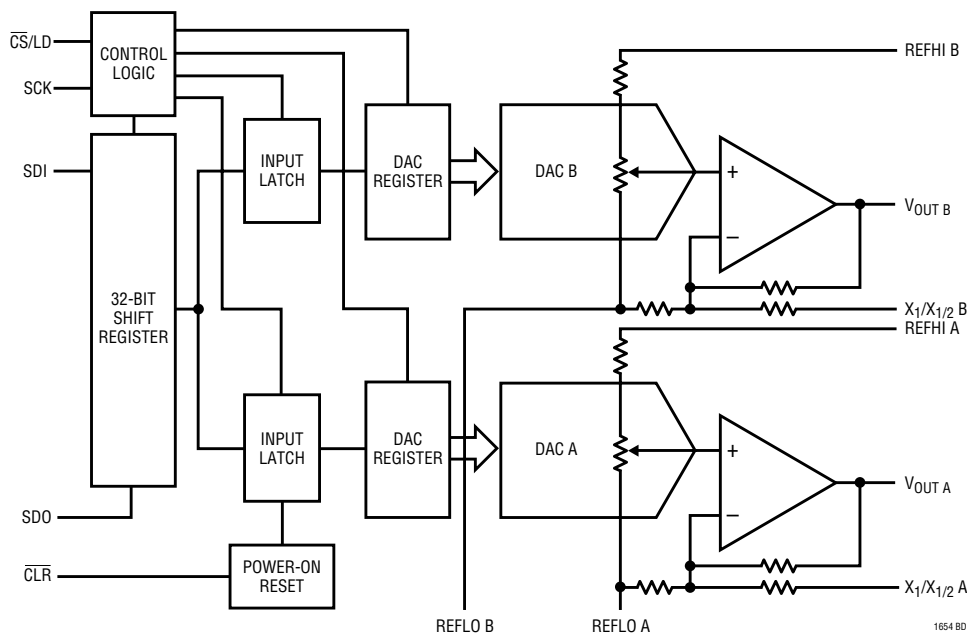 CS/LD
SCK
SDI
SDO
CLR
CONTROL
LOGIC
32-BIT
SHIFT
REGISTER
INPUT
LATCH
DAC
REGISTER
DAC B
+
–
REFHI B
VOUT B
X1/X1/2 B
REFHI A
INPUT
LATCH
DAC
REGISTER
DAC A
+
–
VOUT A
X1/X1/2 A
POWER-ON
RESET
REFLO B
REFLO A
1654 BD